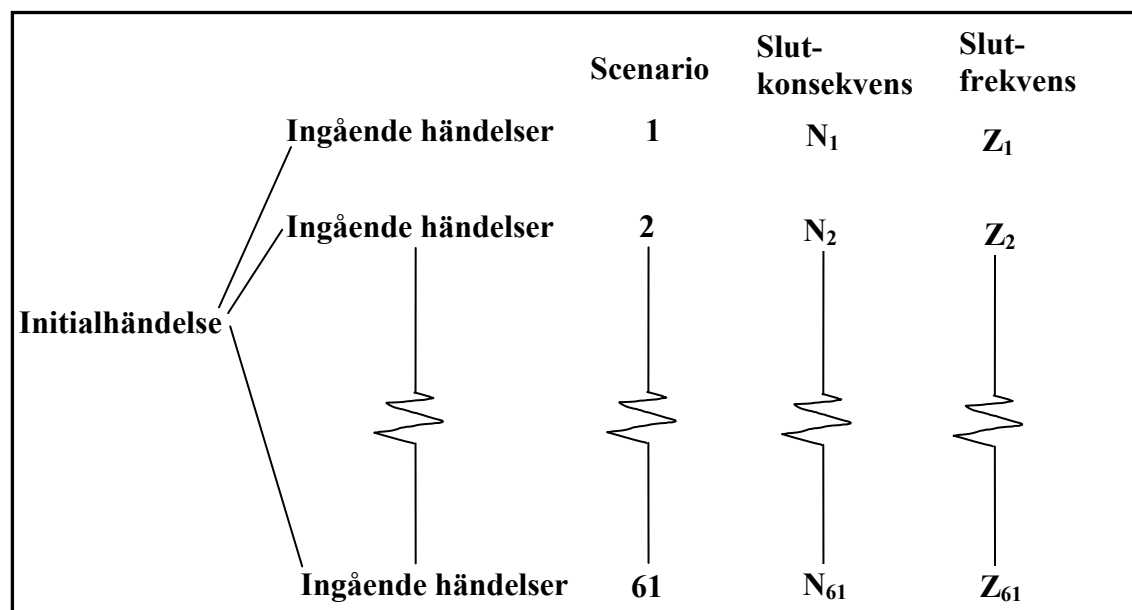 Scenario
Slut-
konsekvens
Slut-
frekvens
Ingående händelser 1 N₁ Z₁
Ingående händelser 2 N₂ Z₂
Initialhändelse
Ingående händelser 61 N₆₁ Z₆₁